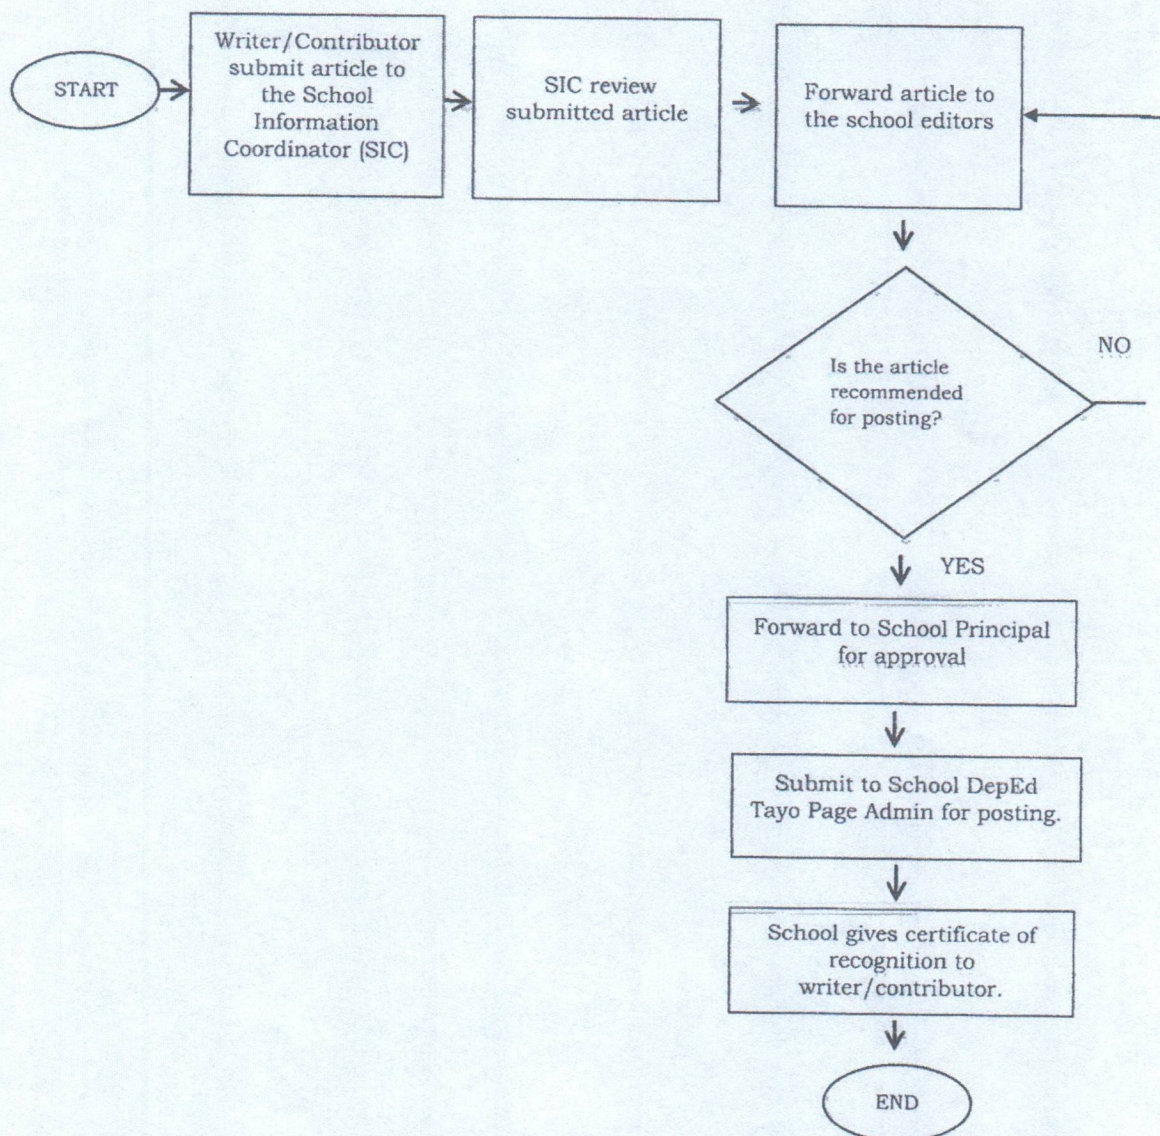 START
Writer/Contributor
submit article to
the School
Information
Coordinator (SIC)
SIC review
submitted article
Forward article to
the school editors
Is the article
recommended
for posting?
NO
YES
Forward to School Principal
for approval
Submit to School DepEd
Tayo Page Admin for posting.
School gives certificate of
recognition to
writer/contributor.
END